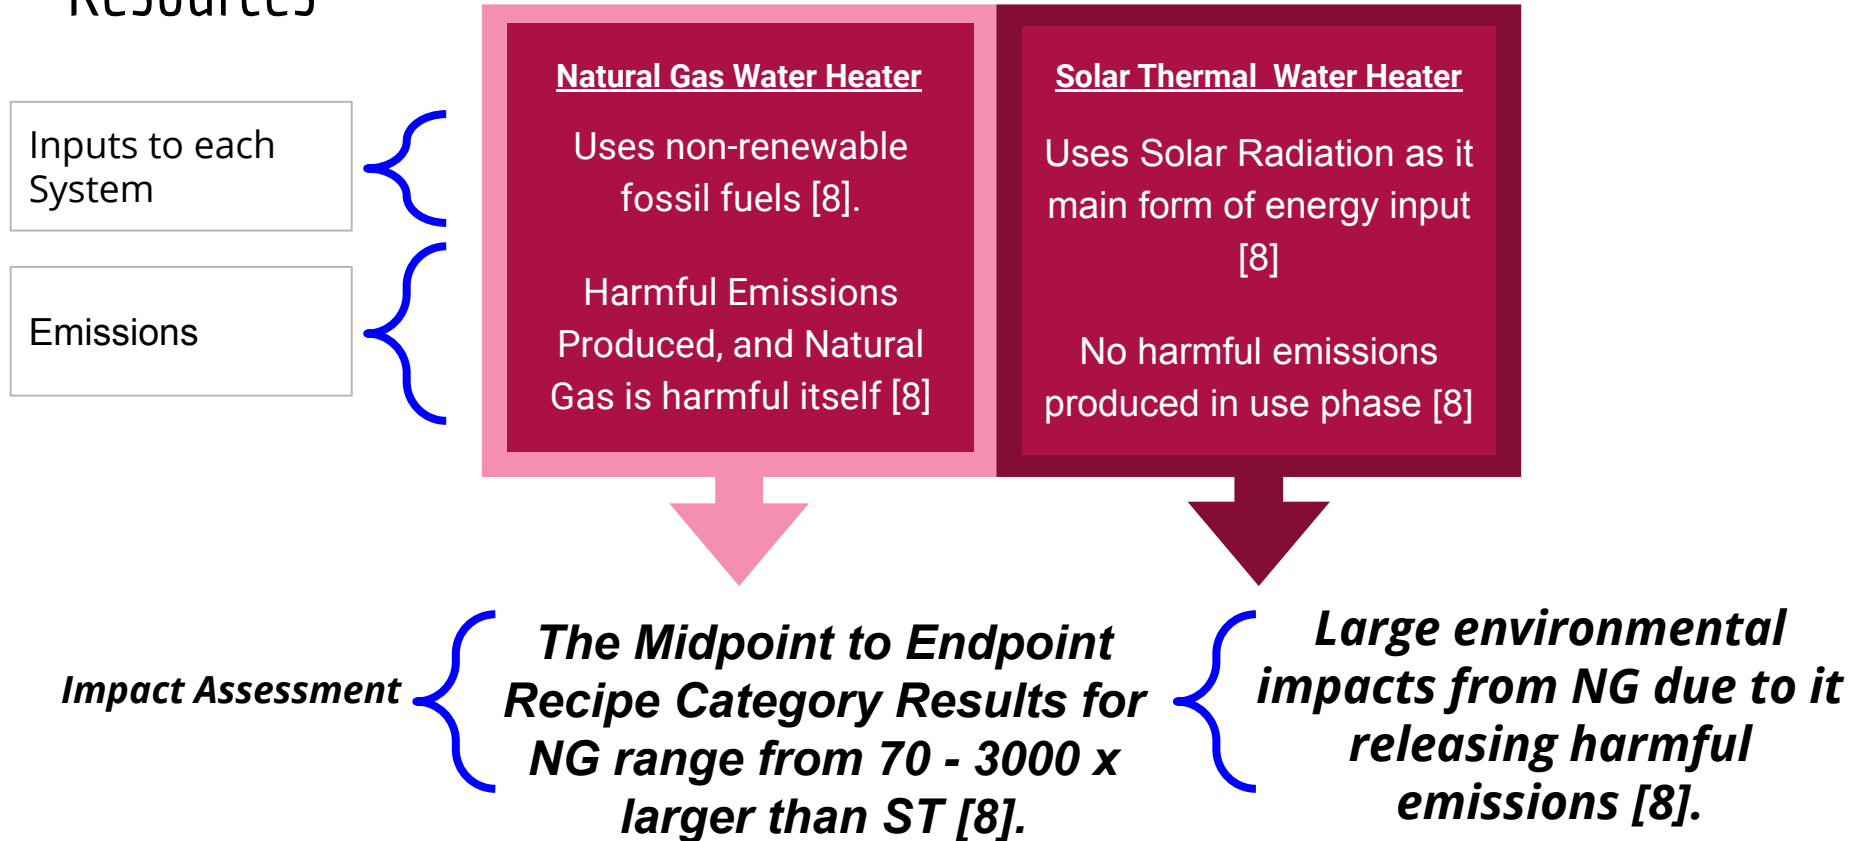 Resources
Natural Gas Water Heater
Solar Thermal Water Heater
Inputs to each
System
Uses non-renewable
fossil fuels [8].
Uses Solar Radiation as it
main form of energy input
[8]
Emissions
Harmful Emissions
Produced, and Natural
Gas is harmful itself [8]
No harmful emissions
produced in use phase [8]
Impact Assessment
The Midpoint to Endpoint
Recipe Category Results for
NG range from 70 - 3000 x
larger than ST [8].
Large environmental
impacts from NG due to it
releasing harmful
emissions [8].